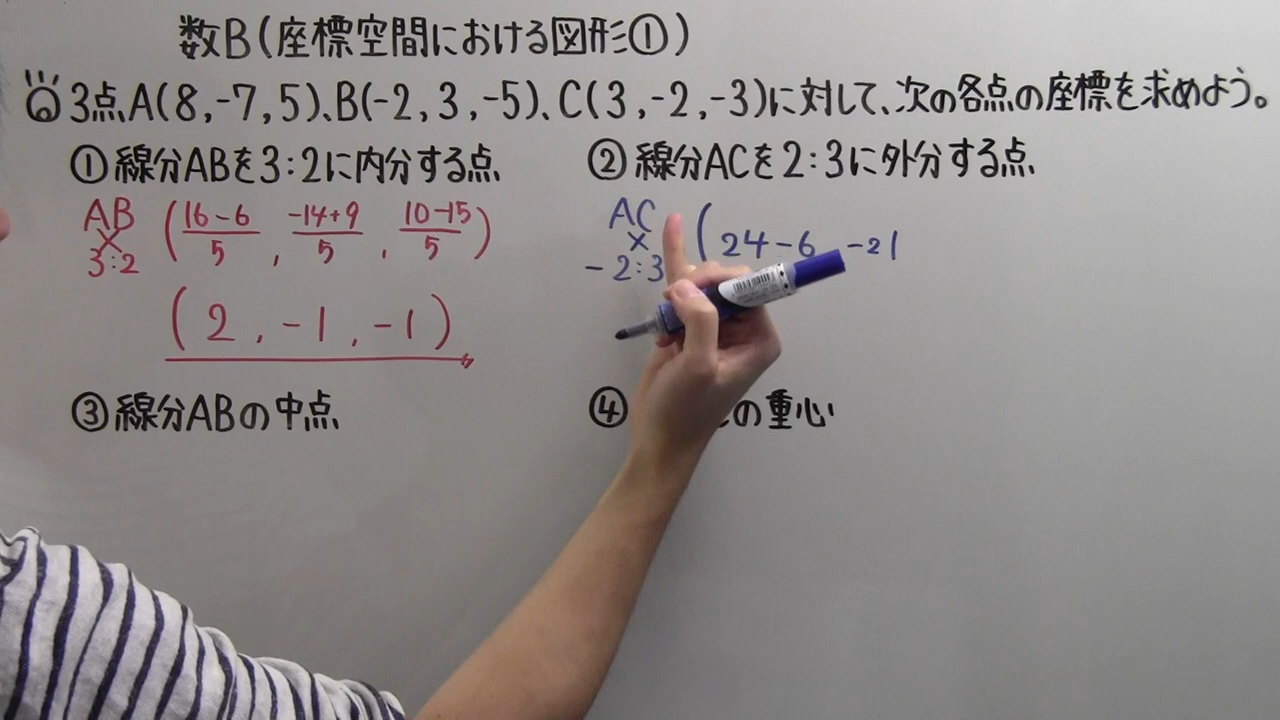 数B(座標空間における図形①)
Q 3点A(8,-7,5)、B(-2,3,-5)、C(3,-2,-3)に対して、次の各点の座標を求めよう。
①線分ABを3:2に内分する点
②線分ACを2:3に外分する点
AB
3:2
(16-6/5, -14+9/5, 10-15/5)
(2, -1, -1)
AC
-2:3
(24-6 -21
③線分ABの中点
④ の重心